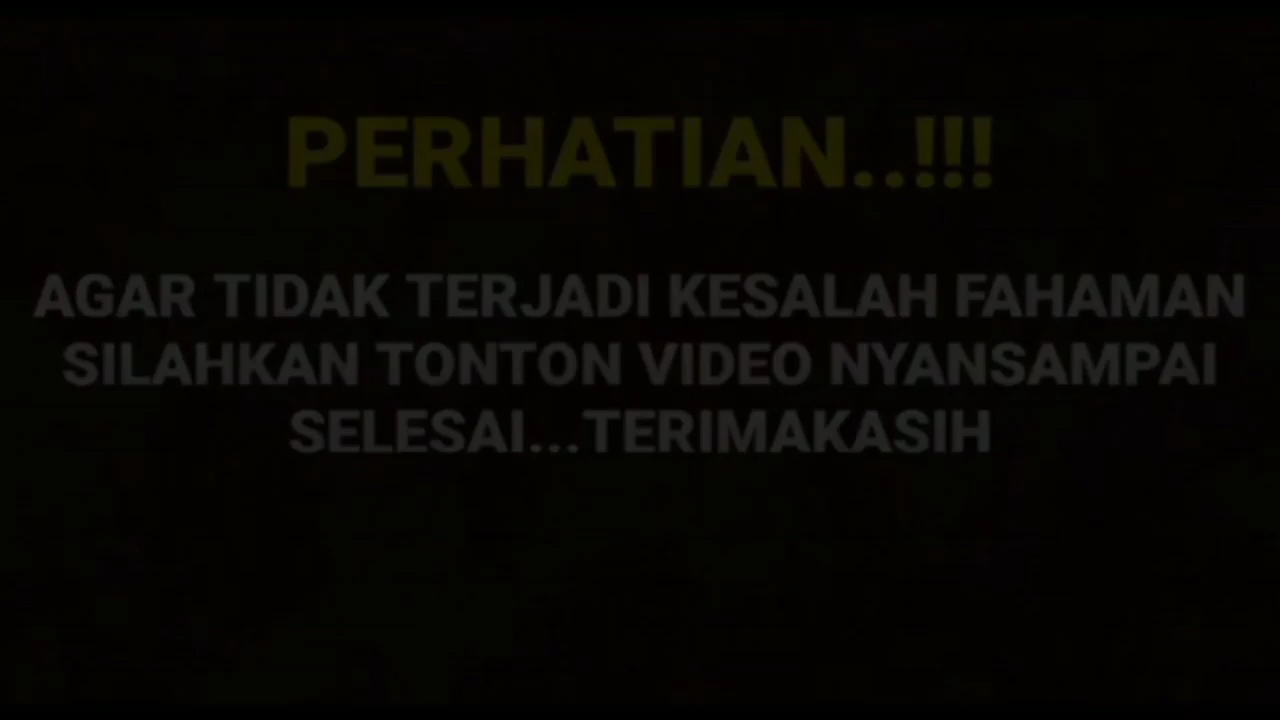 PERHATIAN..!!!
AGAR TIDAK TERJADI KESALAH FAHAMAN
SILAHKAN TONTON VIDEO NYANSAMPAI
SELESAI...TERIMAKASIH